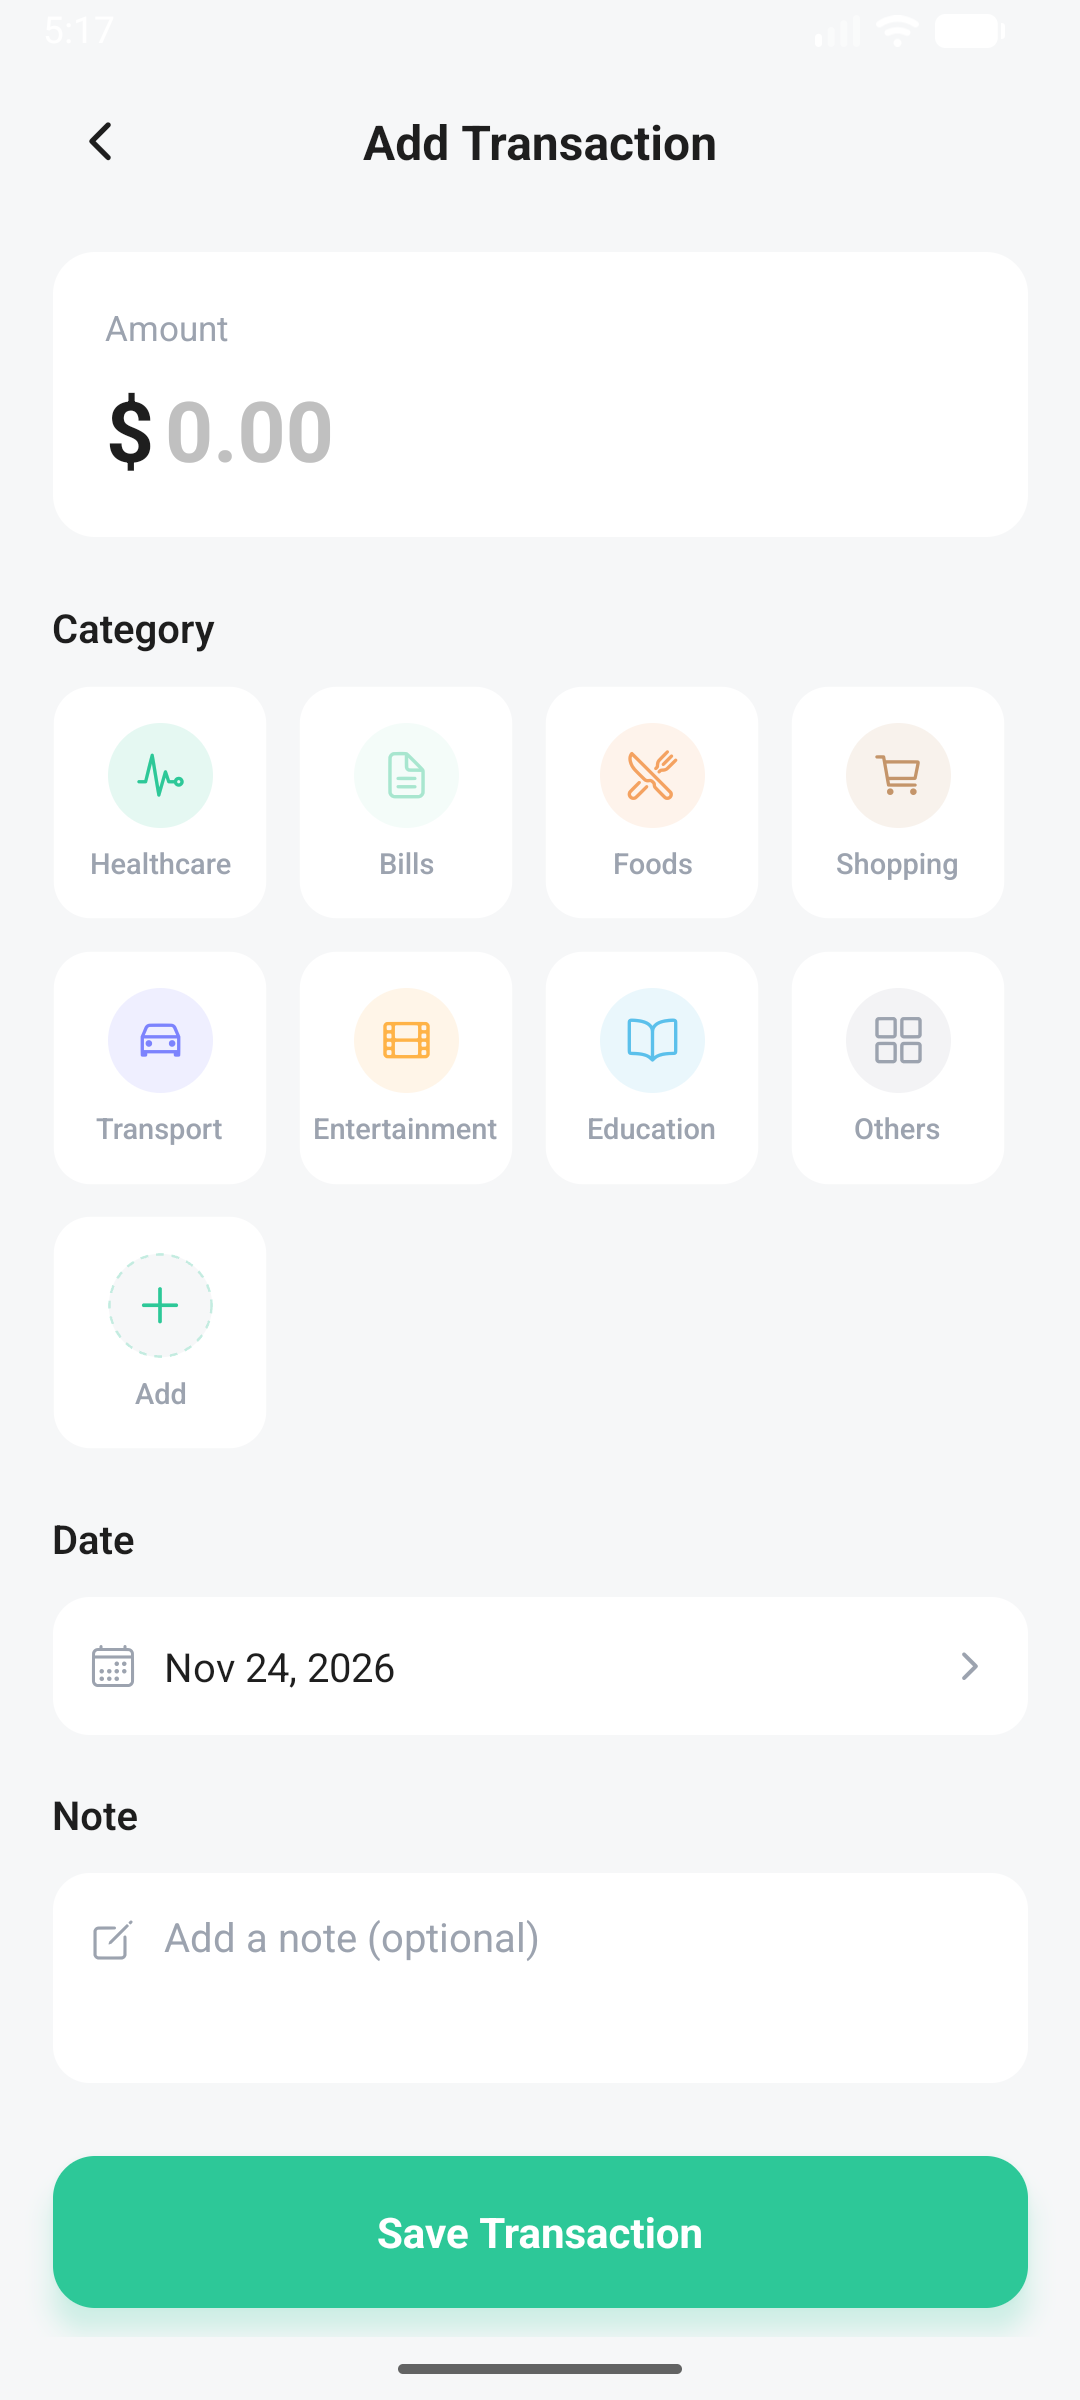 5:17
Add Transaction
Amount
$ 0.00
Category
Healthcare
Bills
Foods
Shopping
Transport
Entertainment
Education
Others
Add
Date
Nov 24, 2026
Note
Add a note (optional)
Save Transaction